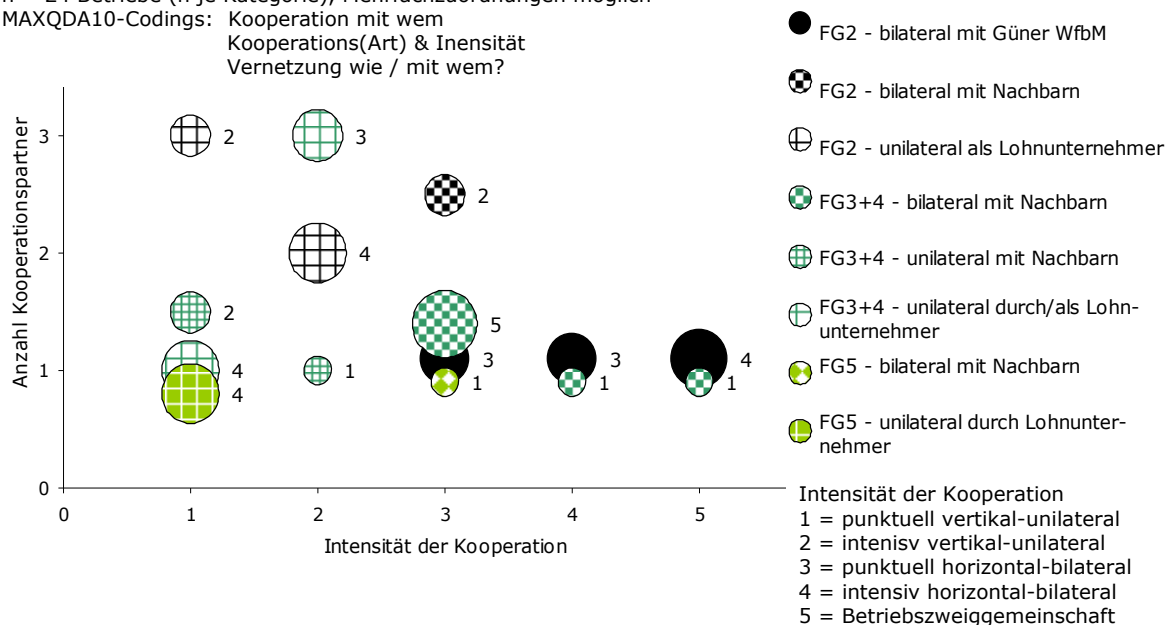 MAXQDA10-Codings: Kooperation mit wem
Kooperations(Art) & Inensität
Vernetzung wie / mit wem?
FG2 - bilateral mit Güner WfbM
FG2 - bilateral mit Nachbarn
FG2 - unilateral als Lohnunternehmer
FG3+4 - bilateral mit Nachbarn
FG3+4 - unilateral mit Nachbarn
FG3+4 - unilateral durch/als Lohn-
unternehmer
FG5 - bilateral mit Nachbarn
FG5 - unilateral durch Lohnunter-
nehmer
Anzahl Kooperationspartner
3
2
1
0
2
3
2
4
2
5
4
1
3
3
4
4
1
1
1
0
1
2
3
4
5
Intensität der Kooperation
Intensität der Kooperation
1 = punktuell vertikal-unilateral
2 = intenisv vertikal-unilateral
3 = punktuell horizontal-bilateral
4 = intensiv horizontal-bilateral
5 = Betriebszweiggemeinschaft